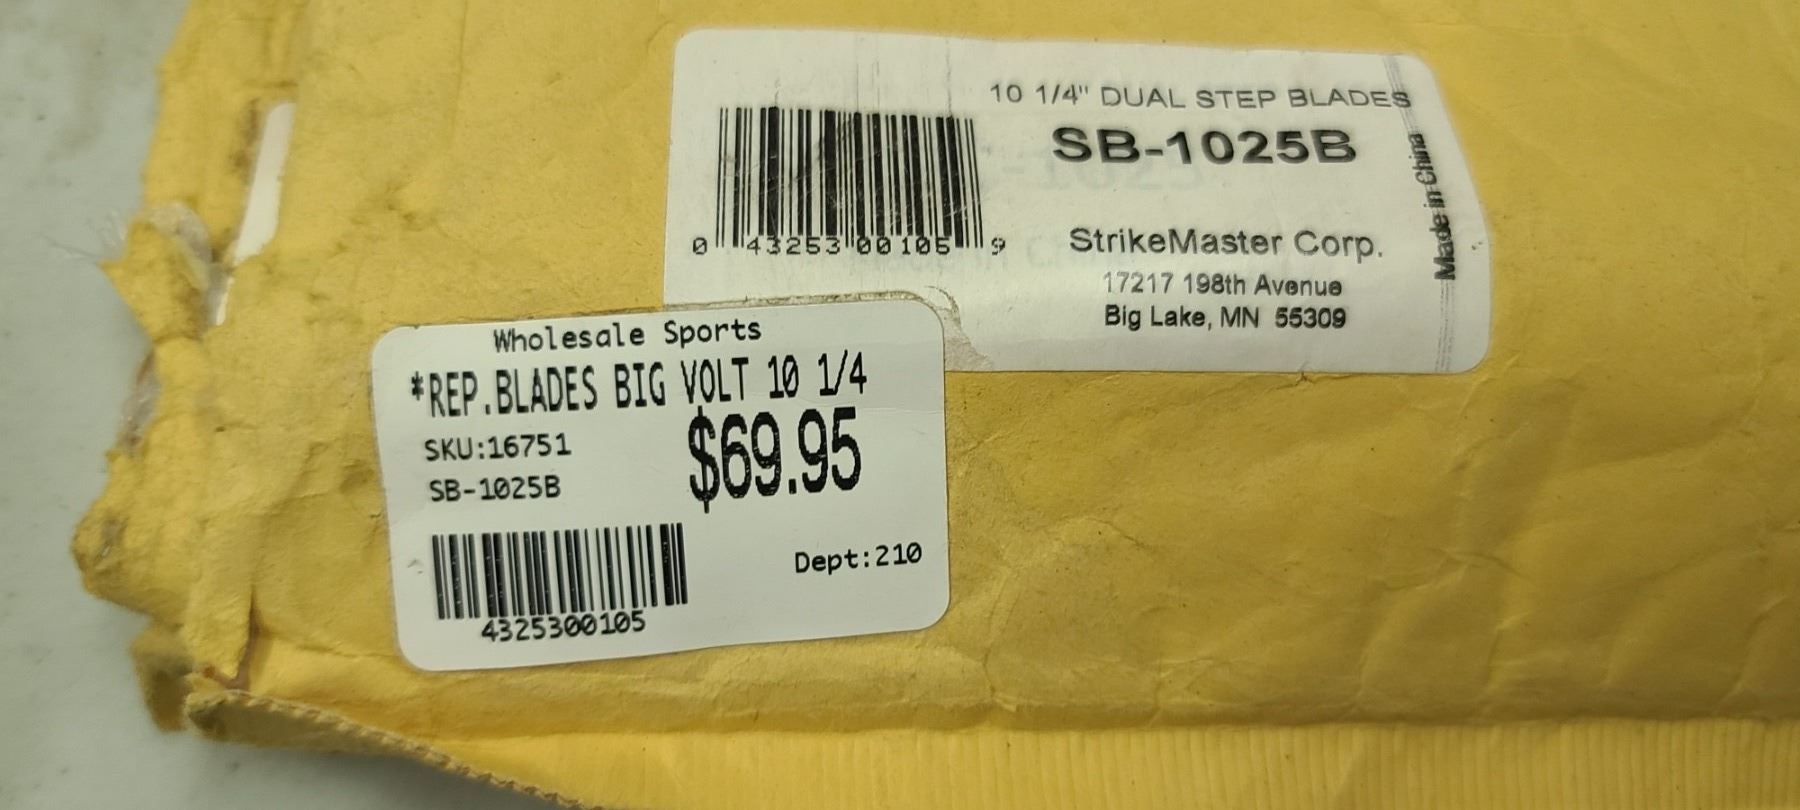 10 1/4" DUAL STEP BLADES
SB-1025B
0 43253 00105 9
StrikeMaster Corp.
17217 198th Avenue
Big Lake, MN 55309
Made in China
Wholesale Sports
*REP.BLADES BIG VOLT 10 1/4
$69.95
SKU:16751
SB-1025B
Dept:210
4325300105